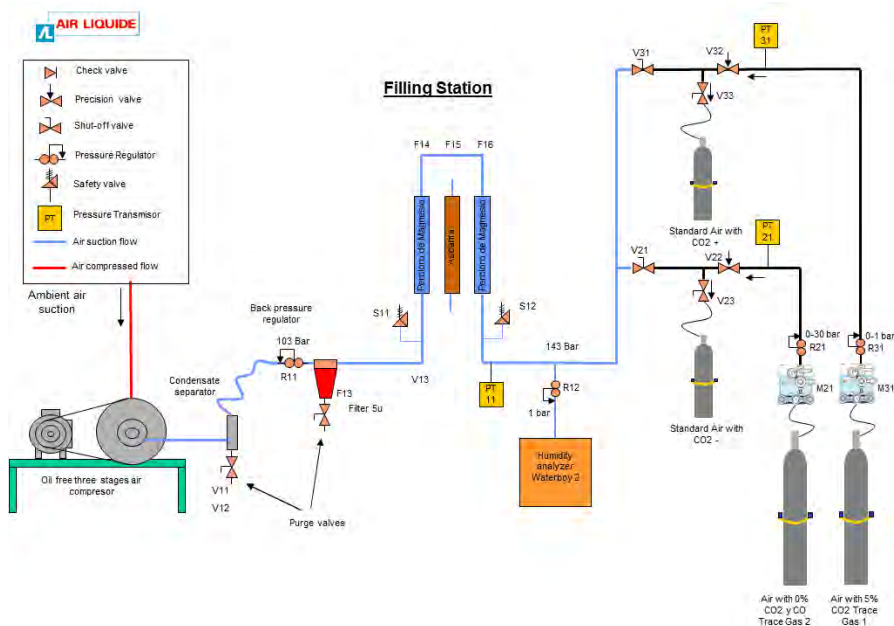 AIR LIQUIDE
Check valve
Precision valve
Shut-off valve
Pressure Regulator
Safety valve
PT
Pressure Transmisor
Air suction flow
Air compressed flow
Ambient air
suction
Filling Station
F14
F15
F16
Percloro de Magnesio
Percloro de Magnesio
S11
S12
Back pressure
regulator
103 Bar
R11
Condensate
separator
F13
Filter 5u
V13
143 Bar
PT
11
R12
1 bar
Humidity
analyzer
Waterboy 2
Oil free three stages air
compresor
V11
V12
Purge valves
V31
V32
PT
31
V33
Standard Air with
CO2 +
V21
V22
PT
21
V23
Standard Air with
CO2 -
0-30 bar
R21
0-1 bar
R31
M21
M31
Air with 0%
CO2 y CO
Trace Gas 2
Air with 5%
CO2 Trace
Gas 1